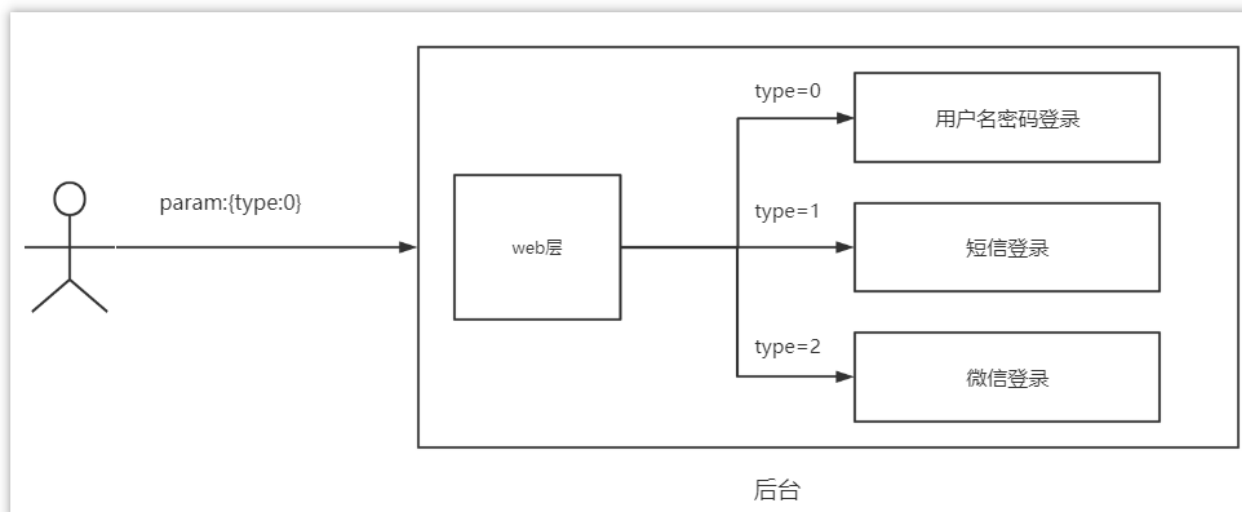 type=0
用户名密码登录
param:{type:0}
type=1
web层
短信登录
type=2
微信登录
后台